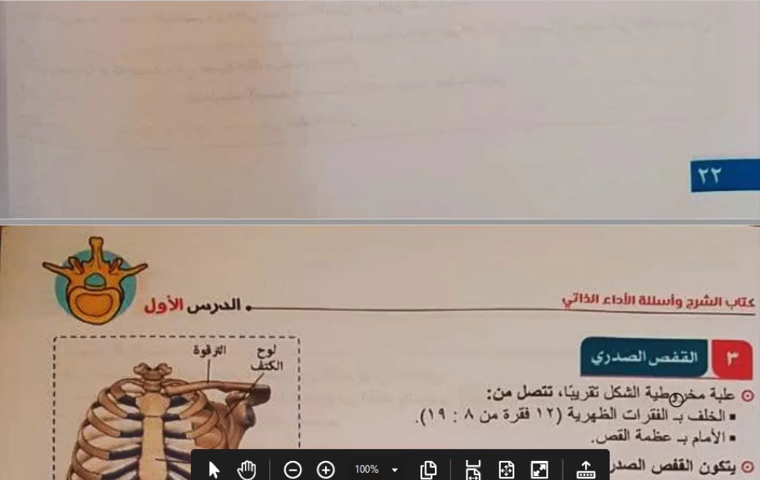 ٢٢
كتاب الشرح وأسئلة الأداء الذاتي
الدرس الأول
٣ القفص الصدري
علبة مخروطية الشكل تقريبًا، تتصل من:
الخلف بـ الفقرات الظهرية (١٢ فقرة من ٨ : ١٩).
الأمام بـ عظمة القص.
يتكون القفص
لوح الكتف
الترقوة
100%